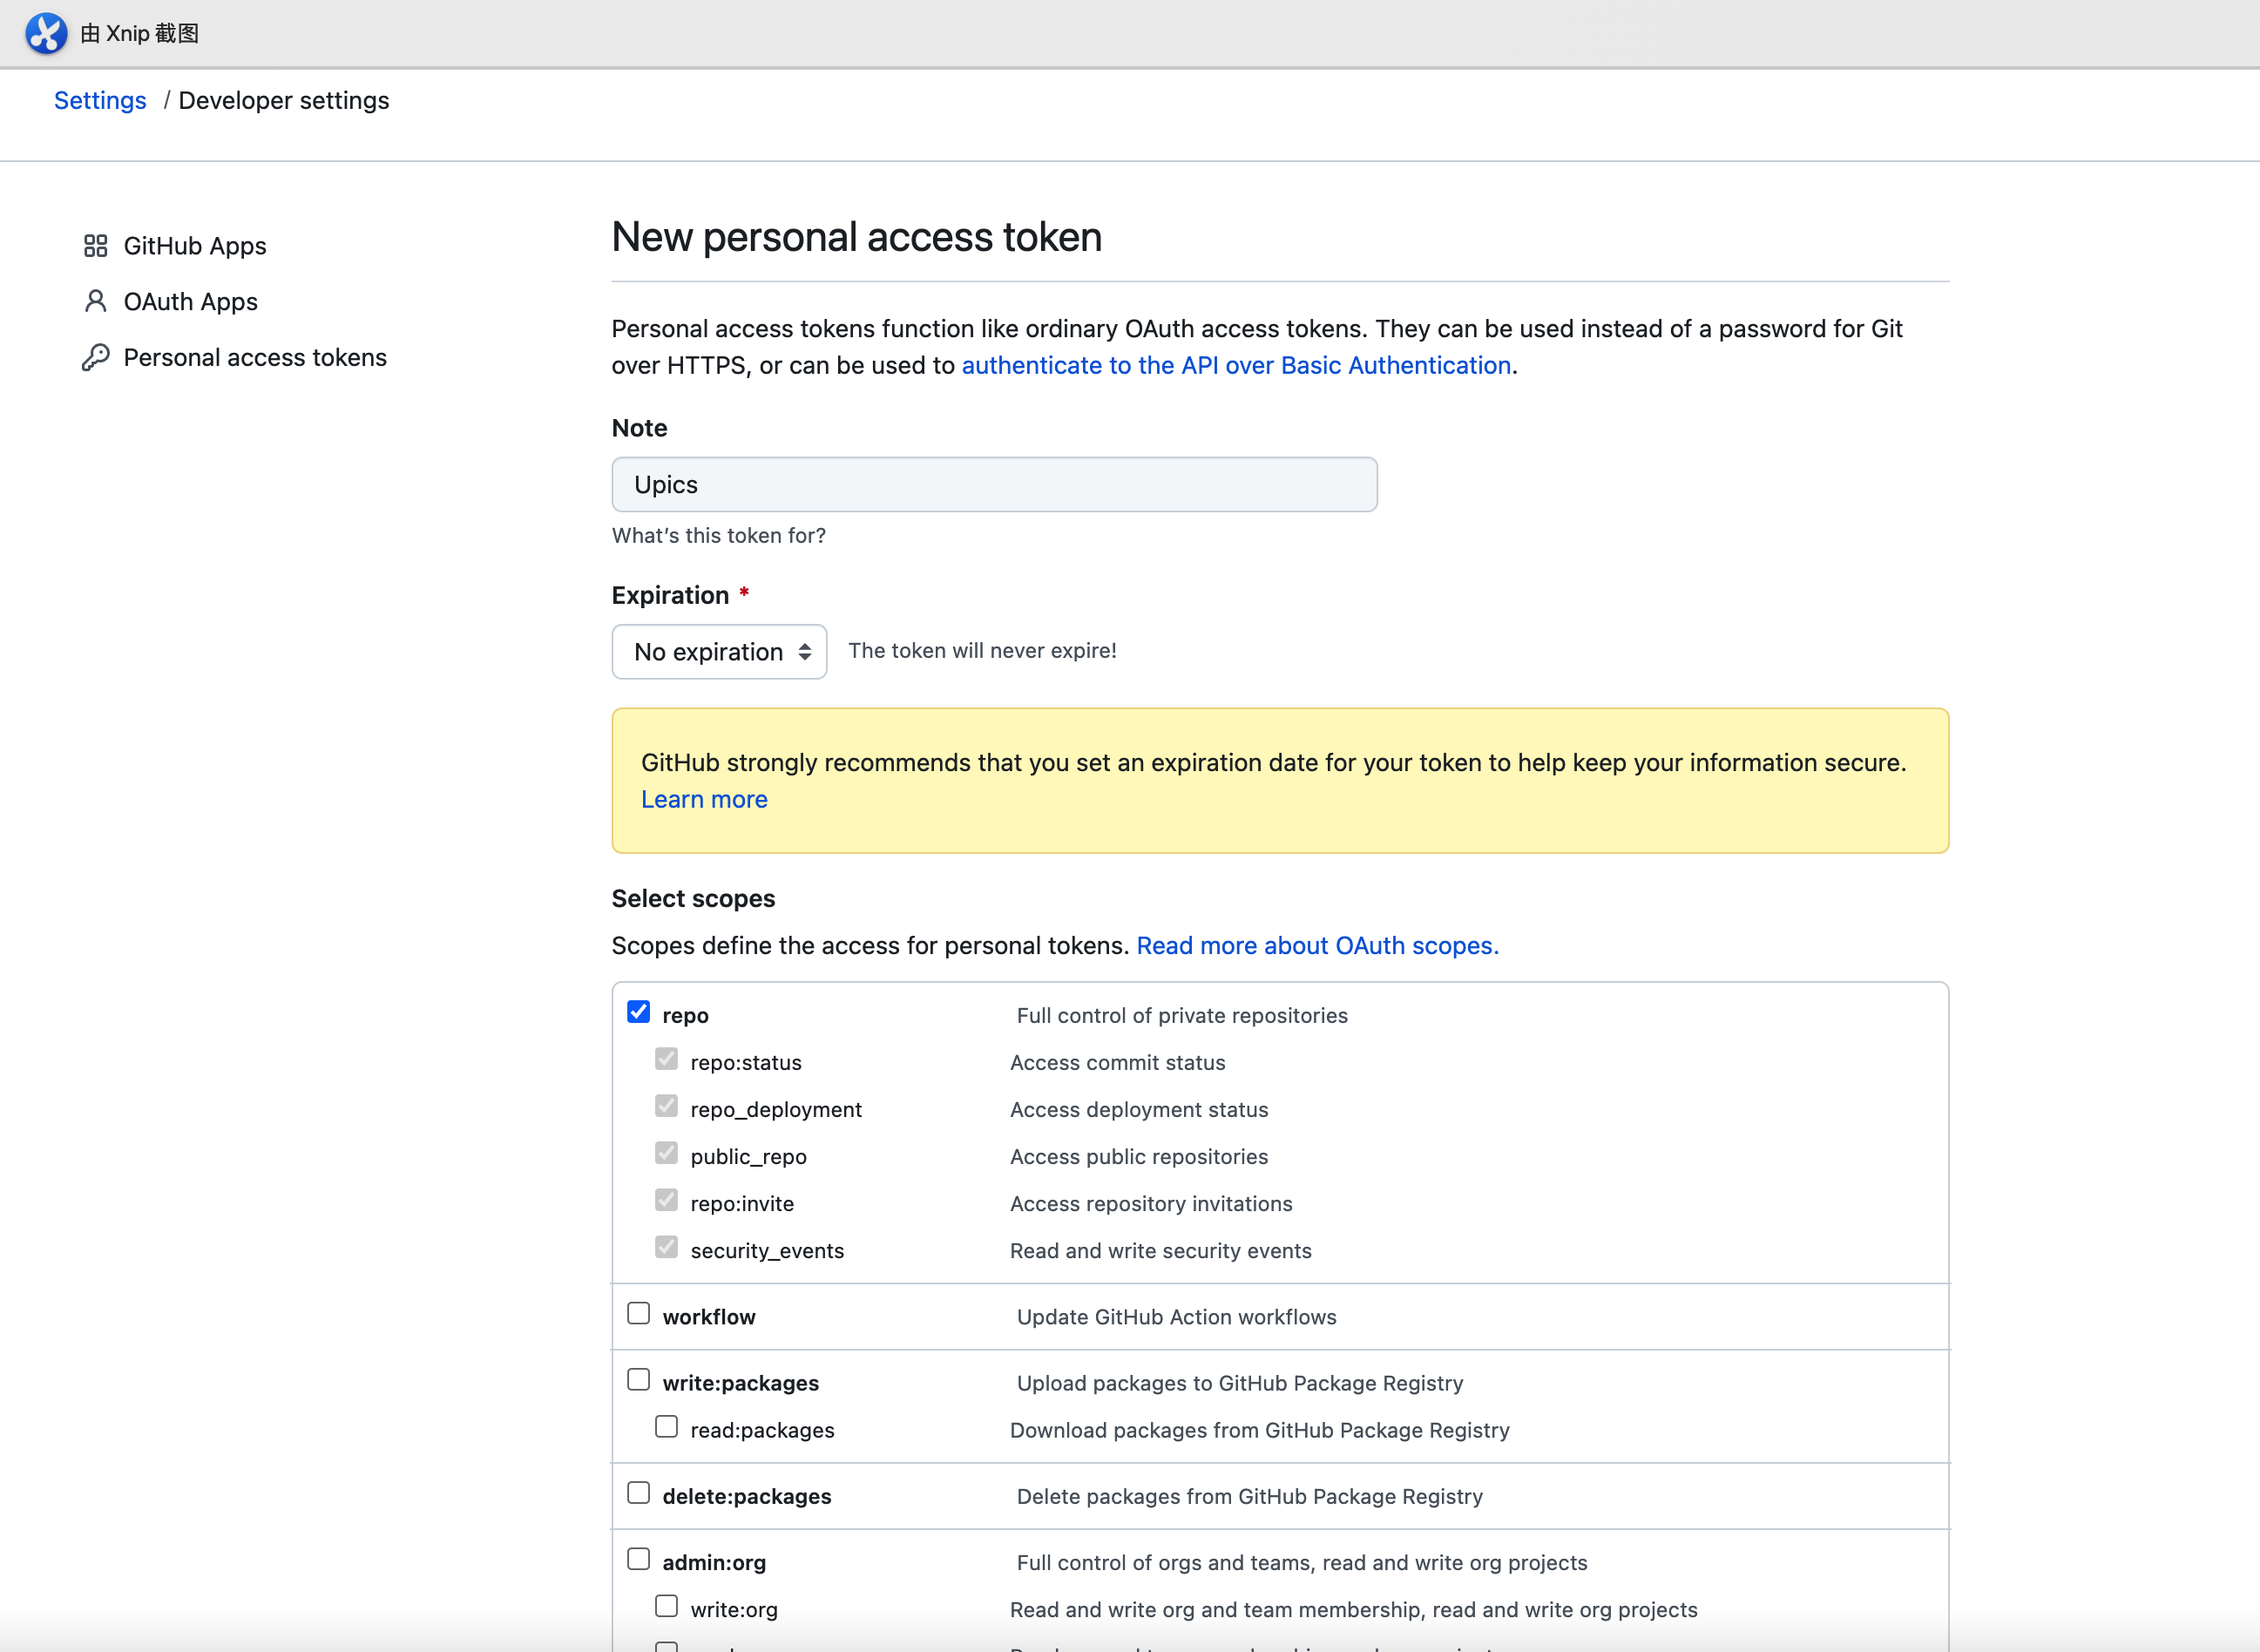 由 Xnip 截图
Settings / Developer settings
GitHub Apps
OAuth Apps
Personal access tokens
New personal access token
Personal access tokens function like ordinary OAuth access tokens. They can be used instead of a password for Git
over HTTPS, or can be used to authenticate to the API over Basic Authentication.
Note
Upics
What's this token for?
Expiration *
No expiration The token will never expire!
GitHub strongly recommends that you set an expiration date for your token to help keep your information secure.
Learn more
Select scopes
Scopes define the access for personal tokens. Read more about OAuth scopes.
repo Full control of private repositories
repo:status Access commit status
repo_deployment Access deployment status
public_repo Access public repositories
repo:invite Access repository invitations
security_events Read and write security events
workflow Update GitHub Action workflows
write:packages Upload packages to GitHub Package Registry
read:packages Download packages from GitHub Package Registry
delete:packages Delete packages from GitHub Package Registry
admin:org Full control of orgs and teams, read and write org projects
write:org Read and write org and team membership, read and write org projects